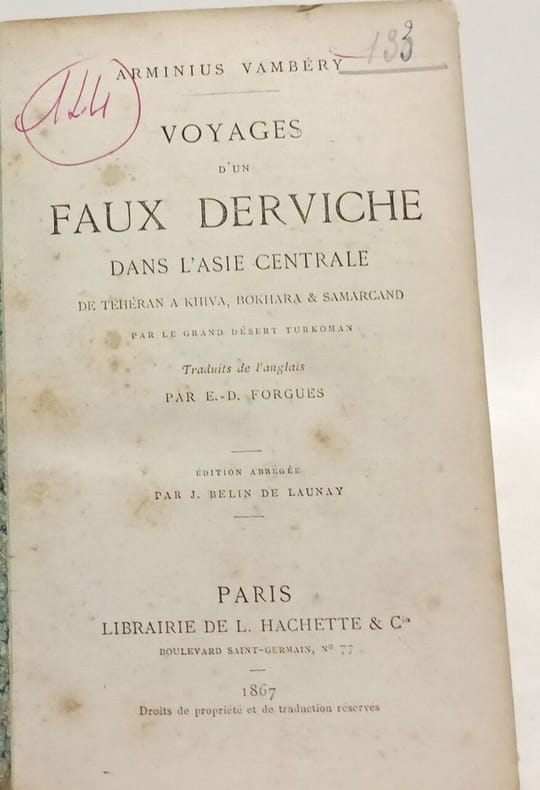 133
ARMINIUS VAMBÉRY
144
VOYAGES
D'UN
FAUX DERVICHE
DANS L'ASIE CENTRALE
DE TÉHÉRAN A KHIVA, BOKHARA & SAMARCAND
PAR LE GRAND DÉSERT TURKOMAN
Traduits de l'anglais
PAR E.-D. FORGUES
ÉDITION ABRÉGÉE
PAR J. BELIN DE LAUNAY
PARIS
LIBRAIRIE DE L. HACHETTE & Cie
BOULEVARD SAINT-GERMAIN, Nº 77
1867
Droits de propriété et de traduction réservés